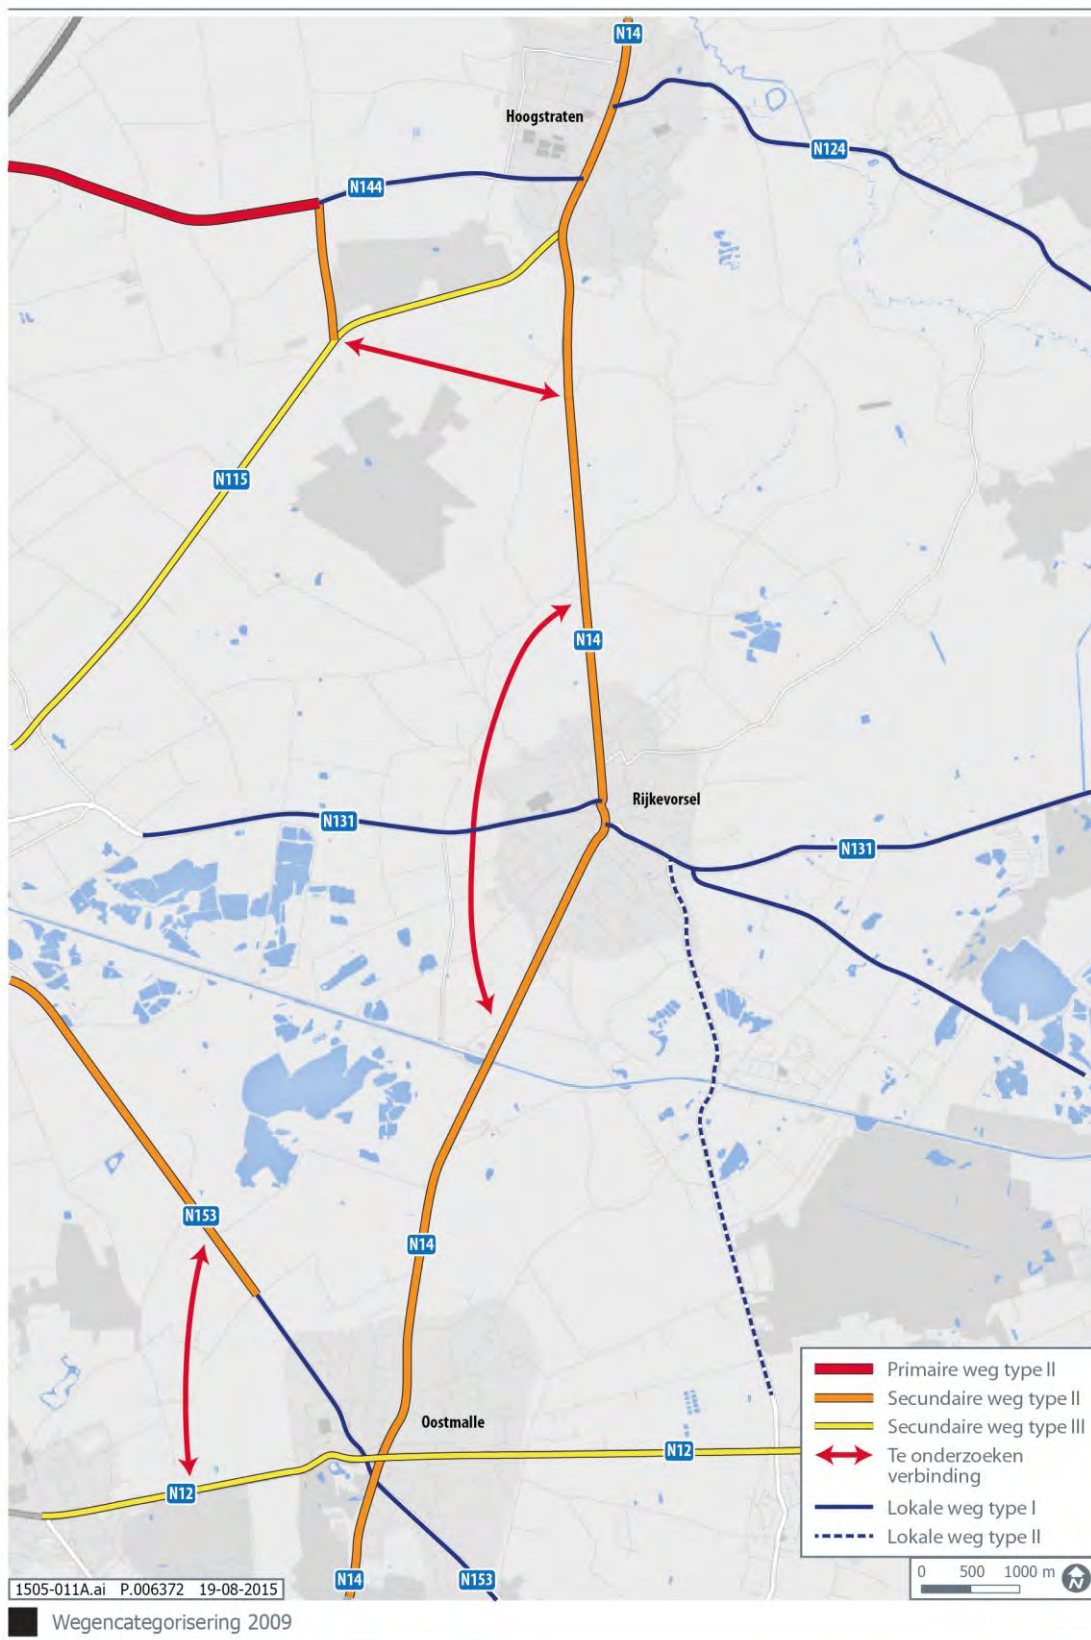 N14
Hoogstraten
N124
N144
N115
N14
Rijkevorsel
N131
N131
N153
N14
Oostmalle
N12
N12
N14
N153
Primaire weg type II
Secundaire weg type II
Secundaire weg type III
Te onderzoeken
verbinding
Lokale weg type I
Lokale weg type II
0 500 1000 m
N
1505-011A.ai P.006372 19-08-2015
Wegencategorisering 2009